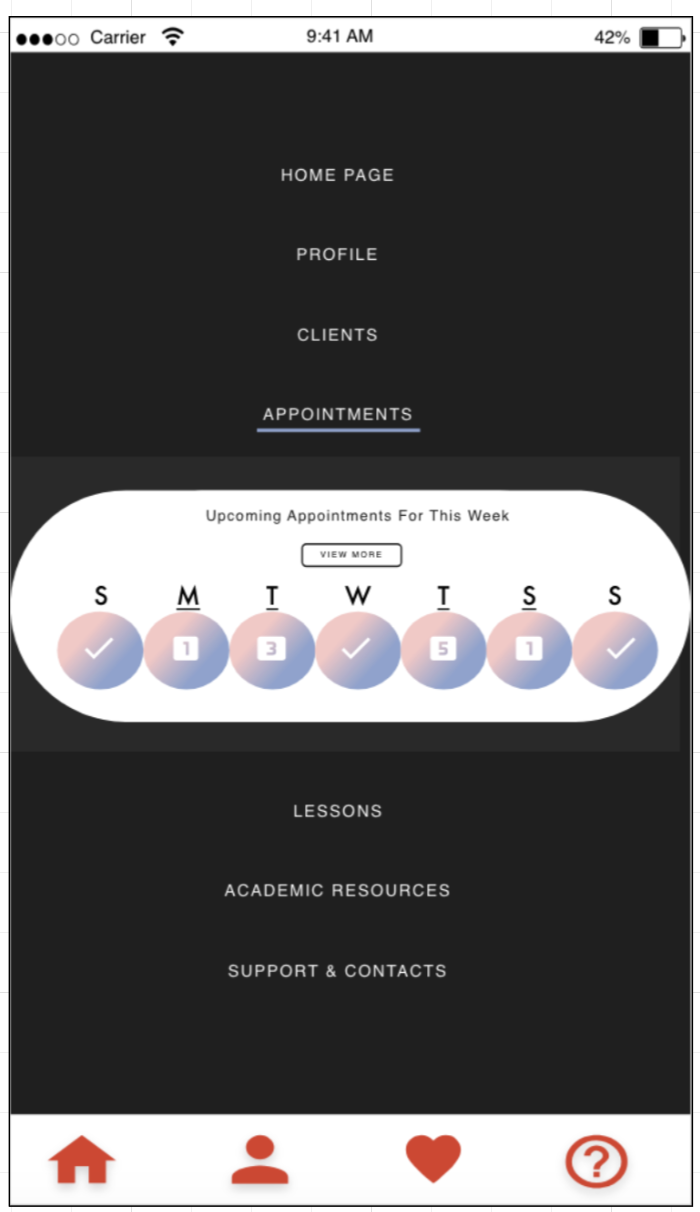 Carrier 9:41 AM 42%
HOME PAGE
PROFILE
CLIENTS
APPOINTMENTS
Upcoming Appointments For This Week
VIEW MORE
S M T W T S S
1 3 5 1
LESSONS
ACADEMIC RESOURCES
SUPPORT & CONTACTS
?